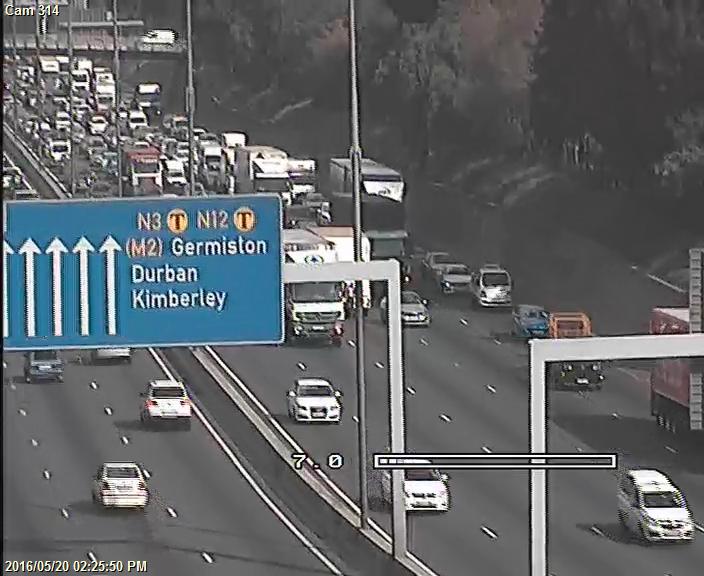 Cam 314
N3 T N12 T
(M2) Germiston
Durban
Kimberley
7.0
2016/05/20 02:25:50 PM